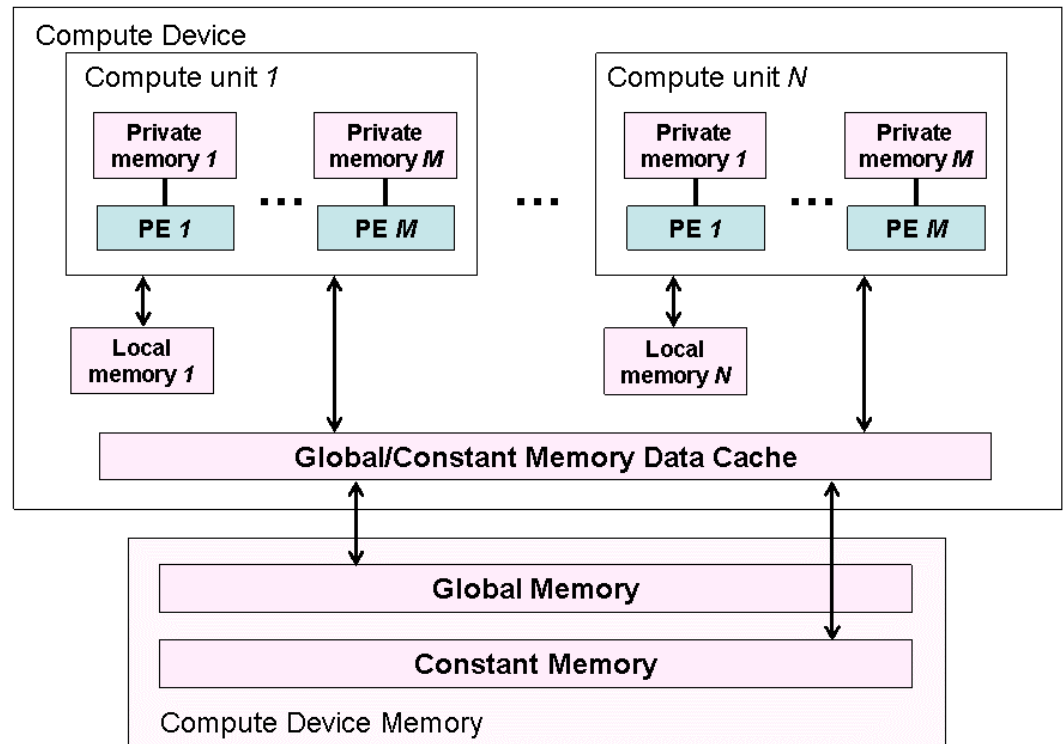 Compute Device
Compute unit 1
Compute unit N
Private
memory 1
Private
memory M
Private
memory 1
Private
memory M
...
...
...
PE 1
PE M
PE 1
PE M
Local
memory 1
Local
memory N
Global/Constant Memory Data Cache
Global Memory
Constant Memory
Compute Device Memory